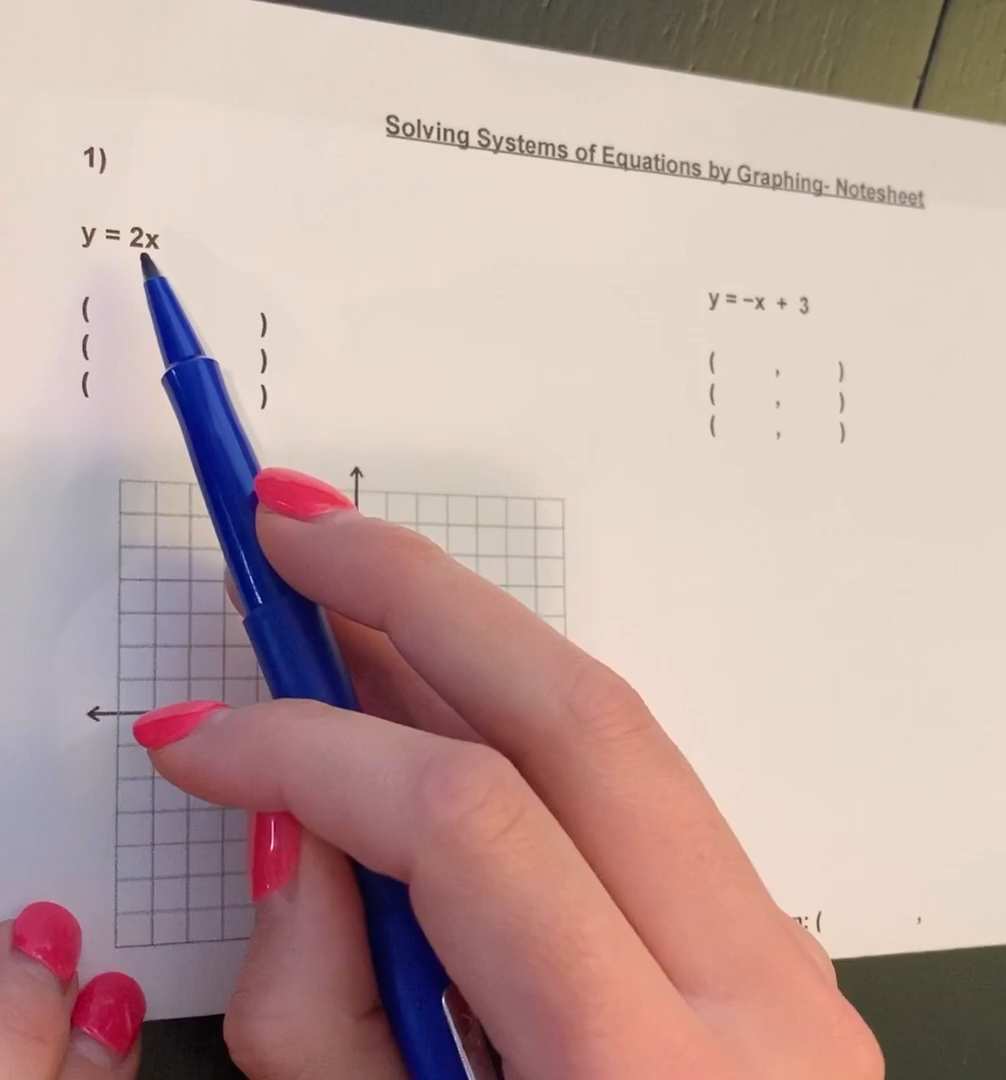 Solving Systems of Equations by Graphing- Notesheet
1)
y = 2x
( )
( )
( )
y = -x + 3
( , )
( , )
( , )
: ( ,